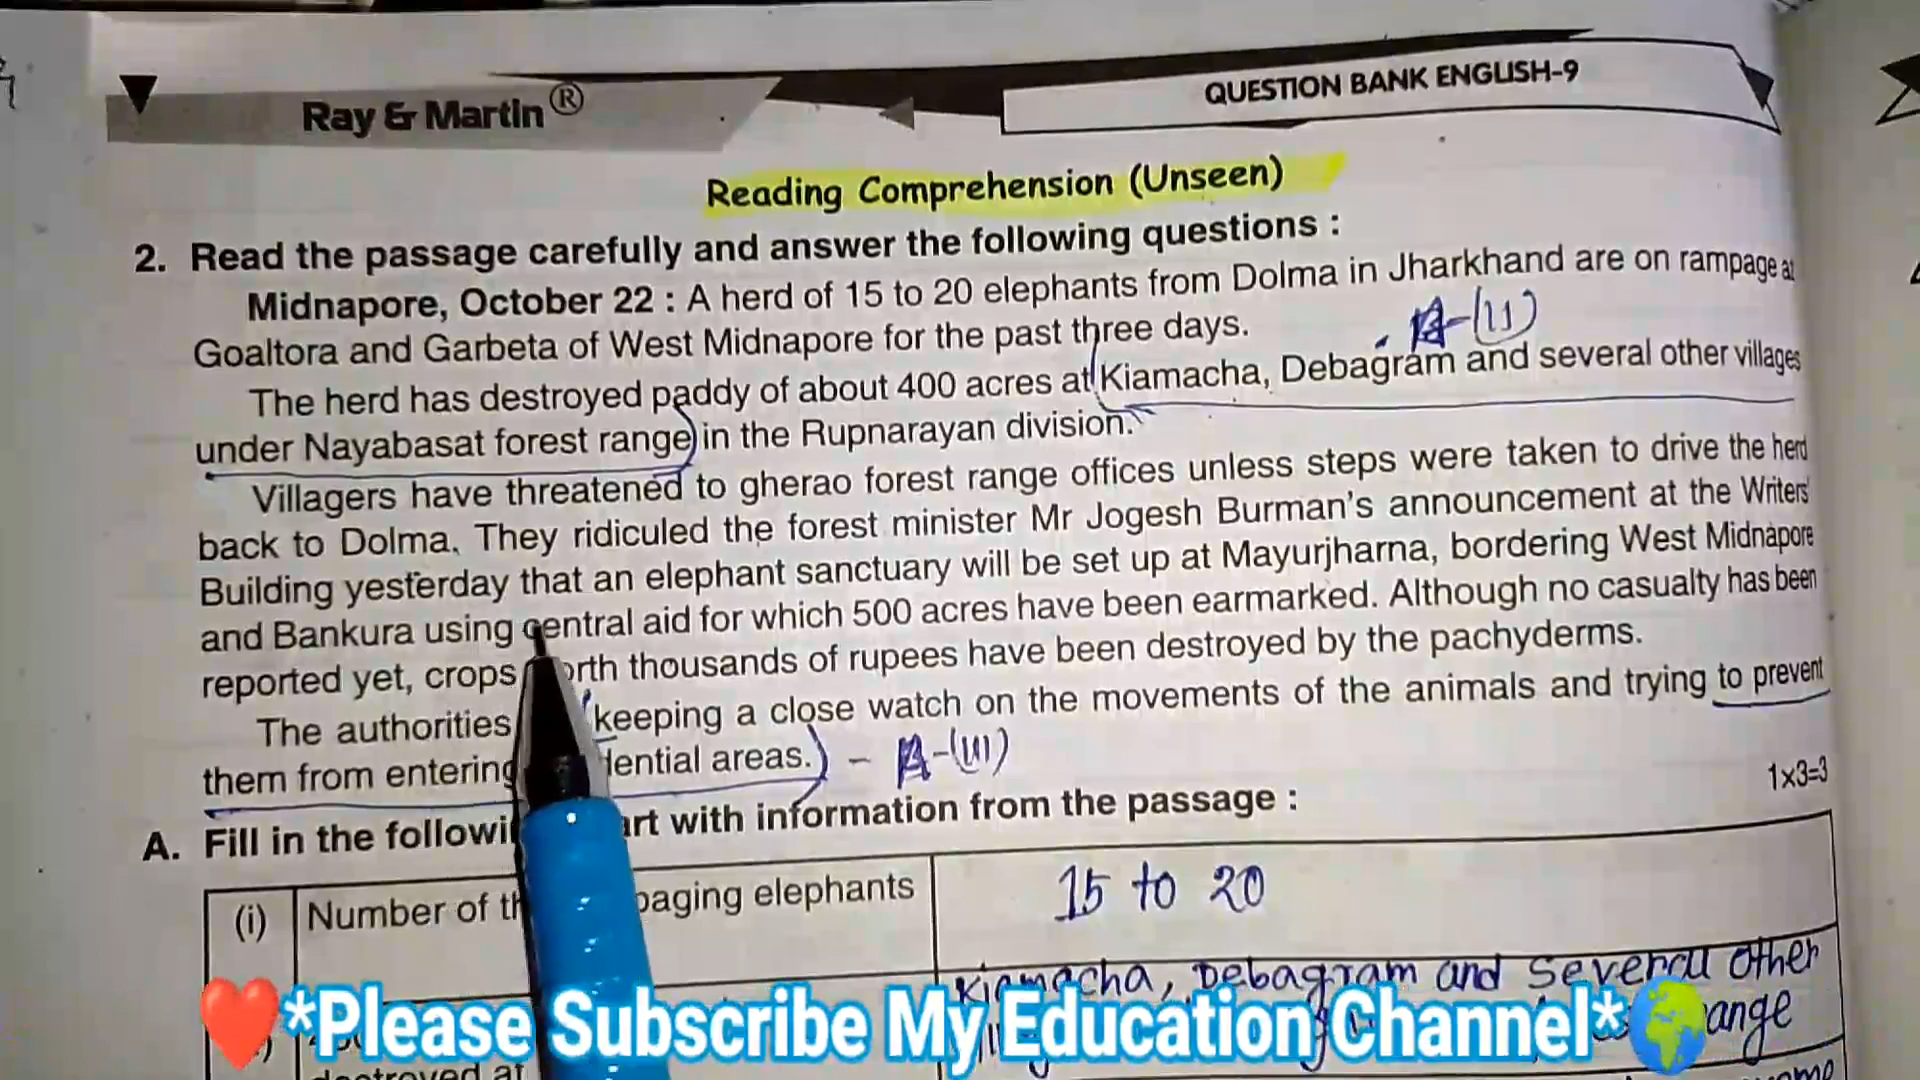 Ray & Martin®
QUESTION BANK ENGLISH-9
Reading Comprehension (Unseen)
2. Read the passage carefully and answer the following questions :
Midnapore, October 22 : A herd of 15 to 20 elephants from Dolma in Jharkhand are on rampage at
Goaltora and Garbeta of West Midnapore for the past three days.
A-(11)
The herd has destroyed paddy of about 400 acres at Kiamacha, Debagram and several other villages
under Nayabasat forest range in the Rupnarayan division.
Villagers have threatened to gherao forest range offices unless steps were taken to drive the herd
back to Dolma. They ridiculed the forest minister Mr Jogesh Burman's announcement at the Writers'
Building yesterday that an elephant sanctuary will be set up at Mayurjharna, bordering West Midnapore
and Bankura using central aid for which 500 acres have been earmarked. Although no casualty has been
reported yet, crops orth thousands of rupees have been destroyed by the pachyderms.
The authorities keeping a close watch on the movements of the animals and trying to prevent
them from entering dential areas.) - A-(111)
1×3=3
A. Fill in the followi art with information from the passage :
(i) Number of th paging elephants 15 to 20
Kiamacha, Debagram and several other
ange
destroyed at
❤️*Please Subscribe My Education Channel*🌍